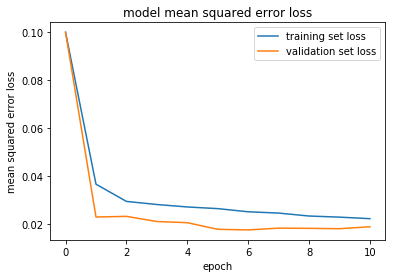 model mean squared error loss
training set loss
validation set loss
mean squared error loss
0.10
0.08
0.06
0.04
0.02
0 2 4 6 8 10
epoch